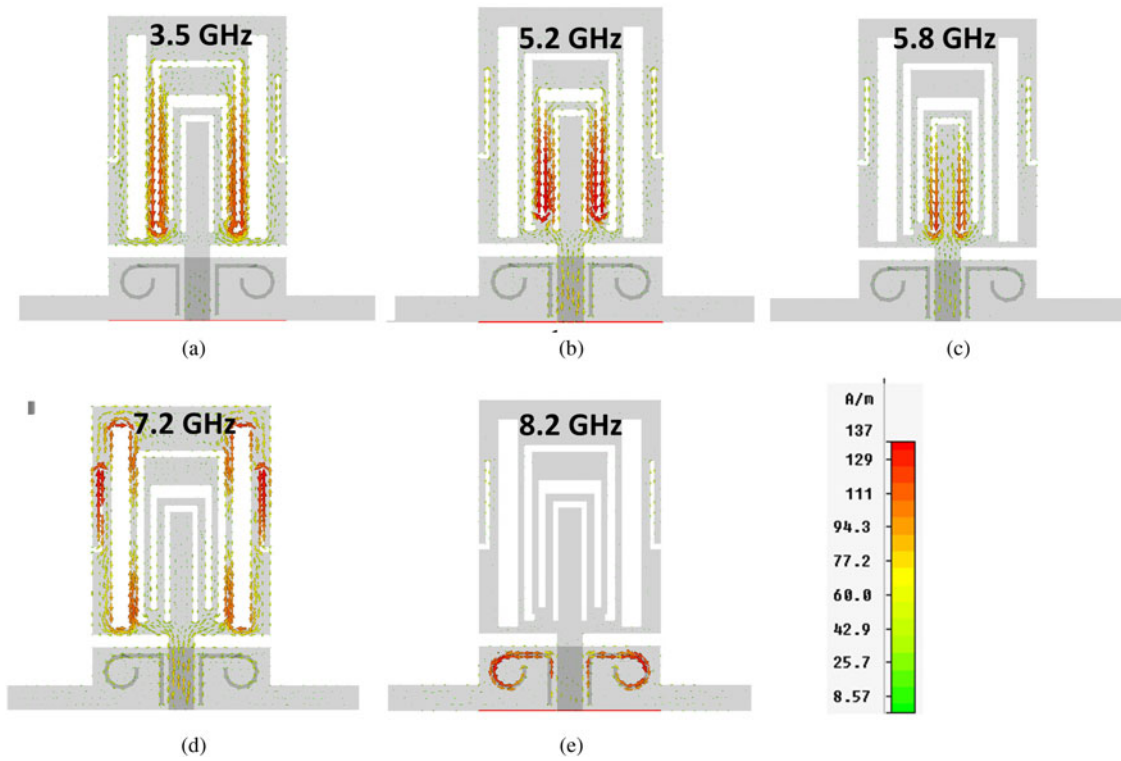 3.5 GHz
5.2 GHz
5.8 GHz
(a)
(b)
(c)
7.2 GHz
8.2 GHz
A/m
137
129
111
94.3
77.2
60.0
42.9
25.7
8.57
(d)
(e)